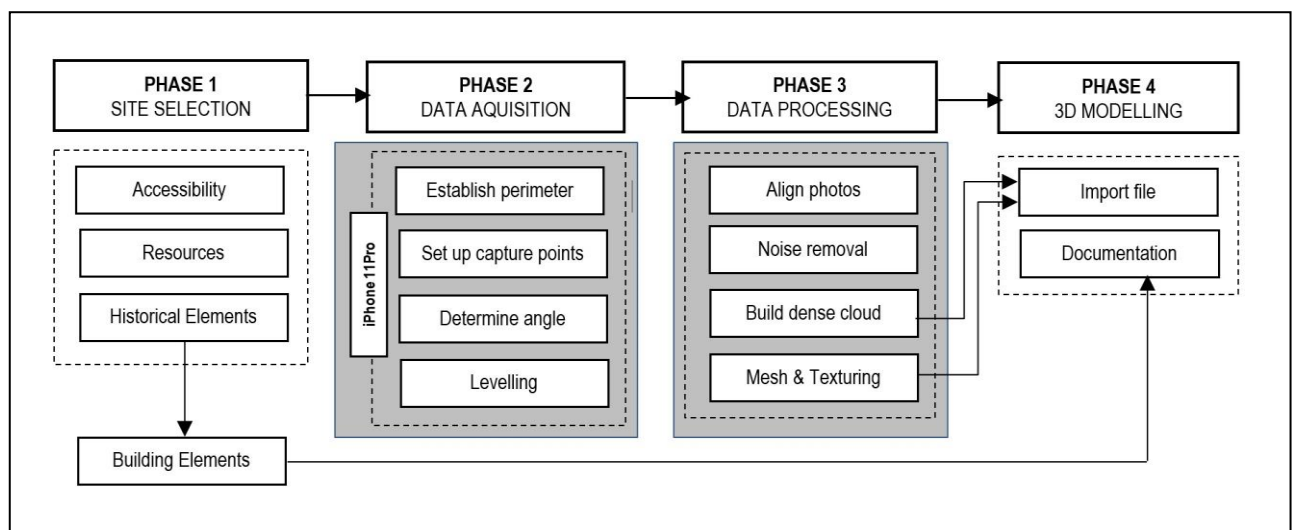 PHASE 1
SITE SELECTION
Accessibility
Resources
Historical Elements
Building Elements
PHASE 2
DATA AQUISITION
iPhone 11Pro
Establish perimeter
Set up capture points
Determine angle
Levelling
PHASE 3
DATA PROCESSING
Align photos
Noise removal
Build dense cloud
Mesh & Texturing
PHASE 4
3D MODELLING
Import file
Documentation